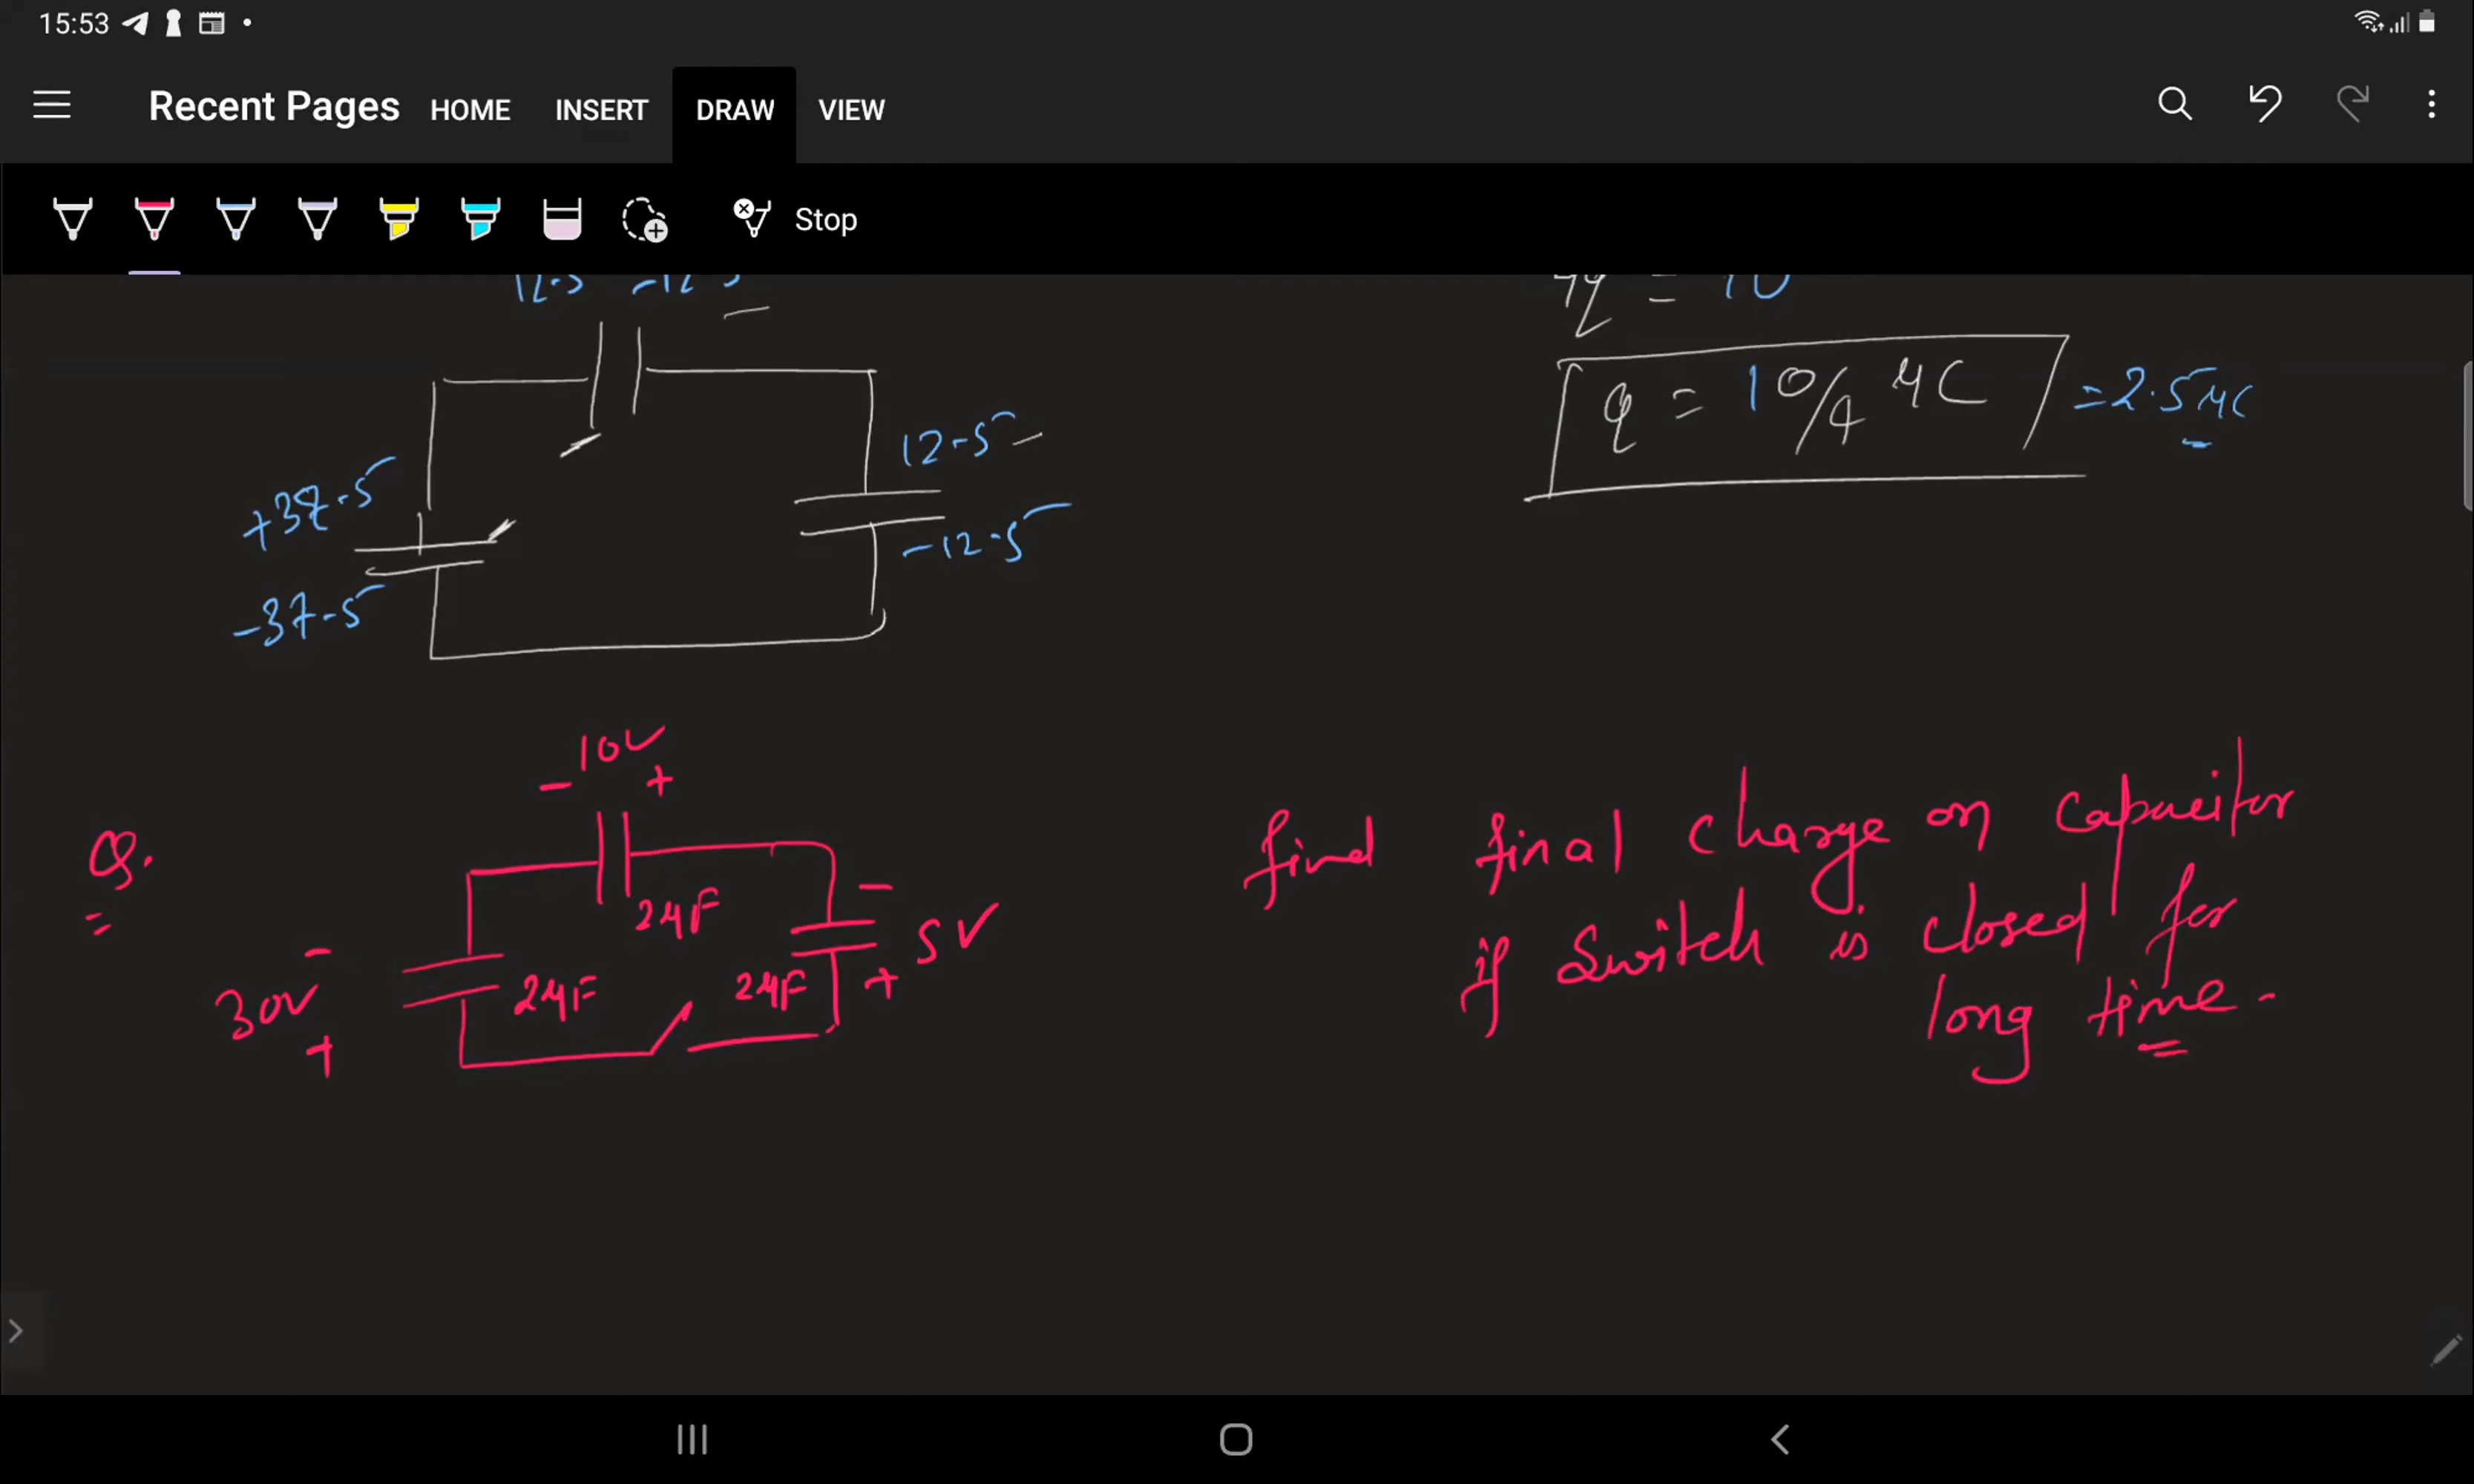 15:53
Recent Pages HOME INSERT DRAW VIEW
Stop
12.5 -12.5
4q = 10
q = 10/4 μC = 2.5 μC
12.5
+37.5
-12.5
-37.5
- 10V +
Q.
find final charge on capacitor
2μF
-
5V
if switch is closed for
-
30V
2μF
2μF
+
long time.
+